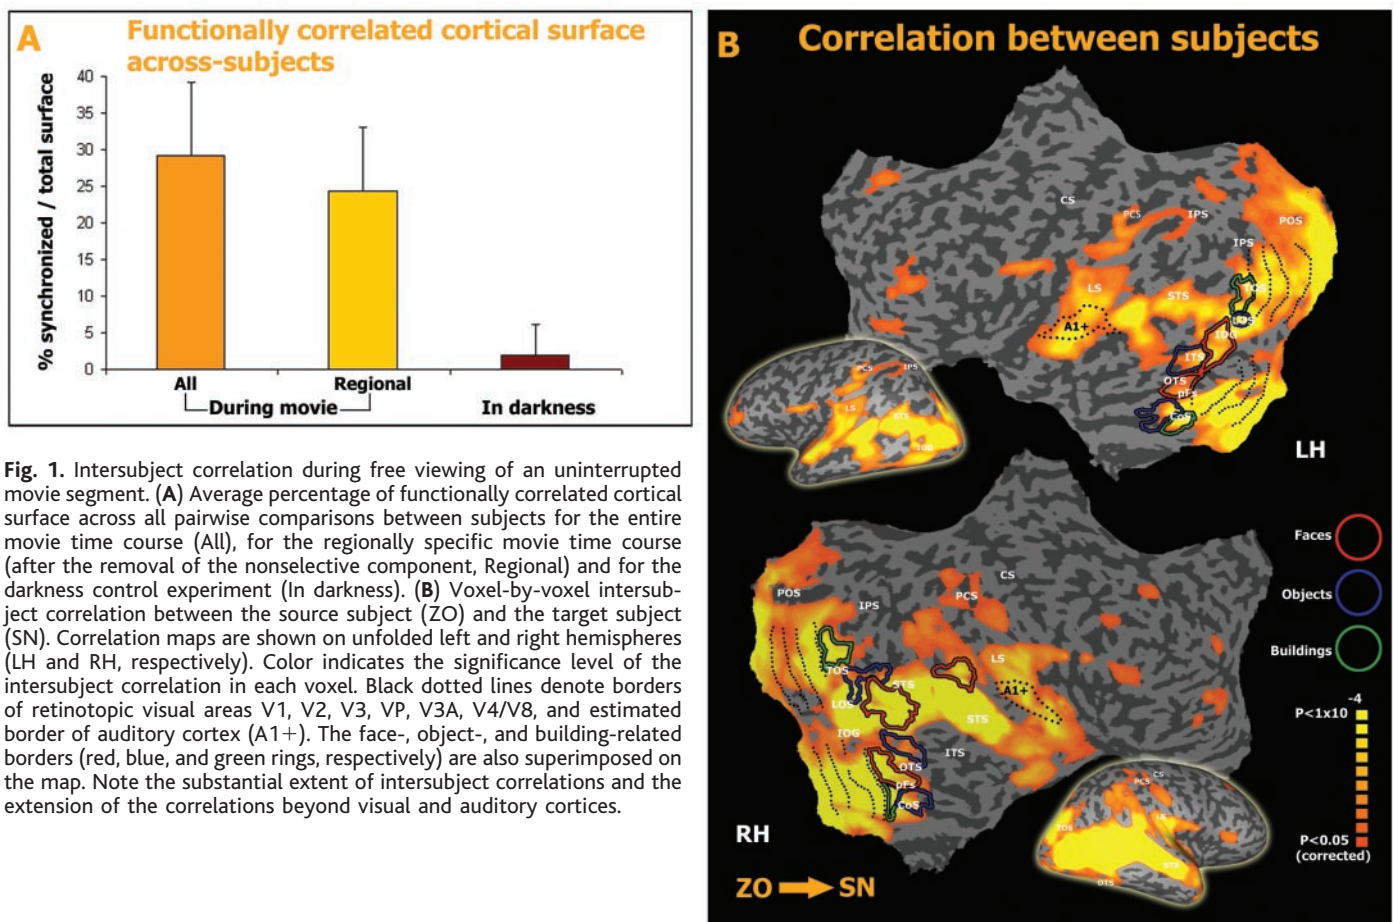 A
Functionally correlated cortical surface
across-subjects
% synchronized / total surface
40
35
30
25
20
15
10
5
0
All
Regional
During movie
In darkness
Fig. 1. Intersubject correlation during free viewing of an uninterrupted
movie segment. (A) Average percentage of functionally correlated cortical
surface across all pairwise comparisons between subjects for the entire
movie time course (All), for the regionally specific movie time course
(after the removal of the nonselective component, Regional) and for the
darkness control experiment (In darkness). (B) Voxel-by-voxel intersub-
ject correlation between the source subject (ZO) and the target subject
(SN). Correlation maps are shown on unfolded left and right hemispheres
(LH and RH, respectively). Color indicates the significance level of the
intersubject correlation in each voxel. Black dotted lines denote borders
of retinotopic visual areas V1, V2, V3, VP, V3A, V4/V8, and estimated
border of auditory cortex (A1+). The face-, object-, and building-related
borders (red, blue, and green rings, respectively) are also superimposed on
the map. Note the substantial extent of intersubject correlations and the
extension of the correlations beyond visual and auditory cortices.
B
Correlation between subjects
CS
PCS
IPS
POS
IPS
LS
STS
TOS
A1+
IOG
ITS
OTS
pFs
CoS
PCS
IPS
LS
STS
IOG
LH
CS
POS
IPS
PCS
LS
TOS
STS
A1+
LOS
STS
IOG
ITS
OTS
pFs
CoS
CS
PCS
LS
STS
OTS
RH
ZO
SN
Faces
Objects
Buildings
-4
P<1x10
P<0.05
(corrected)